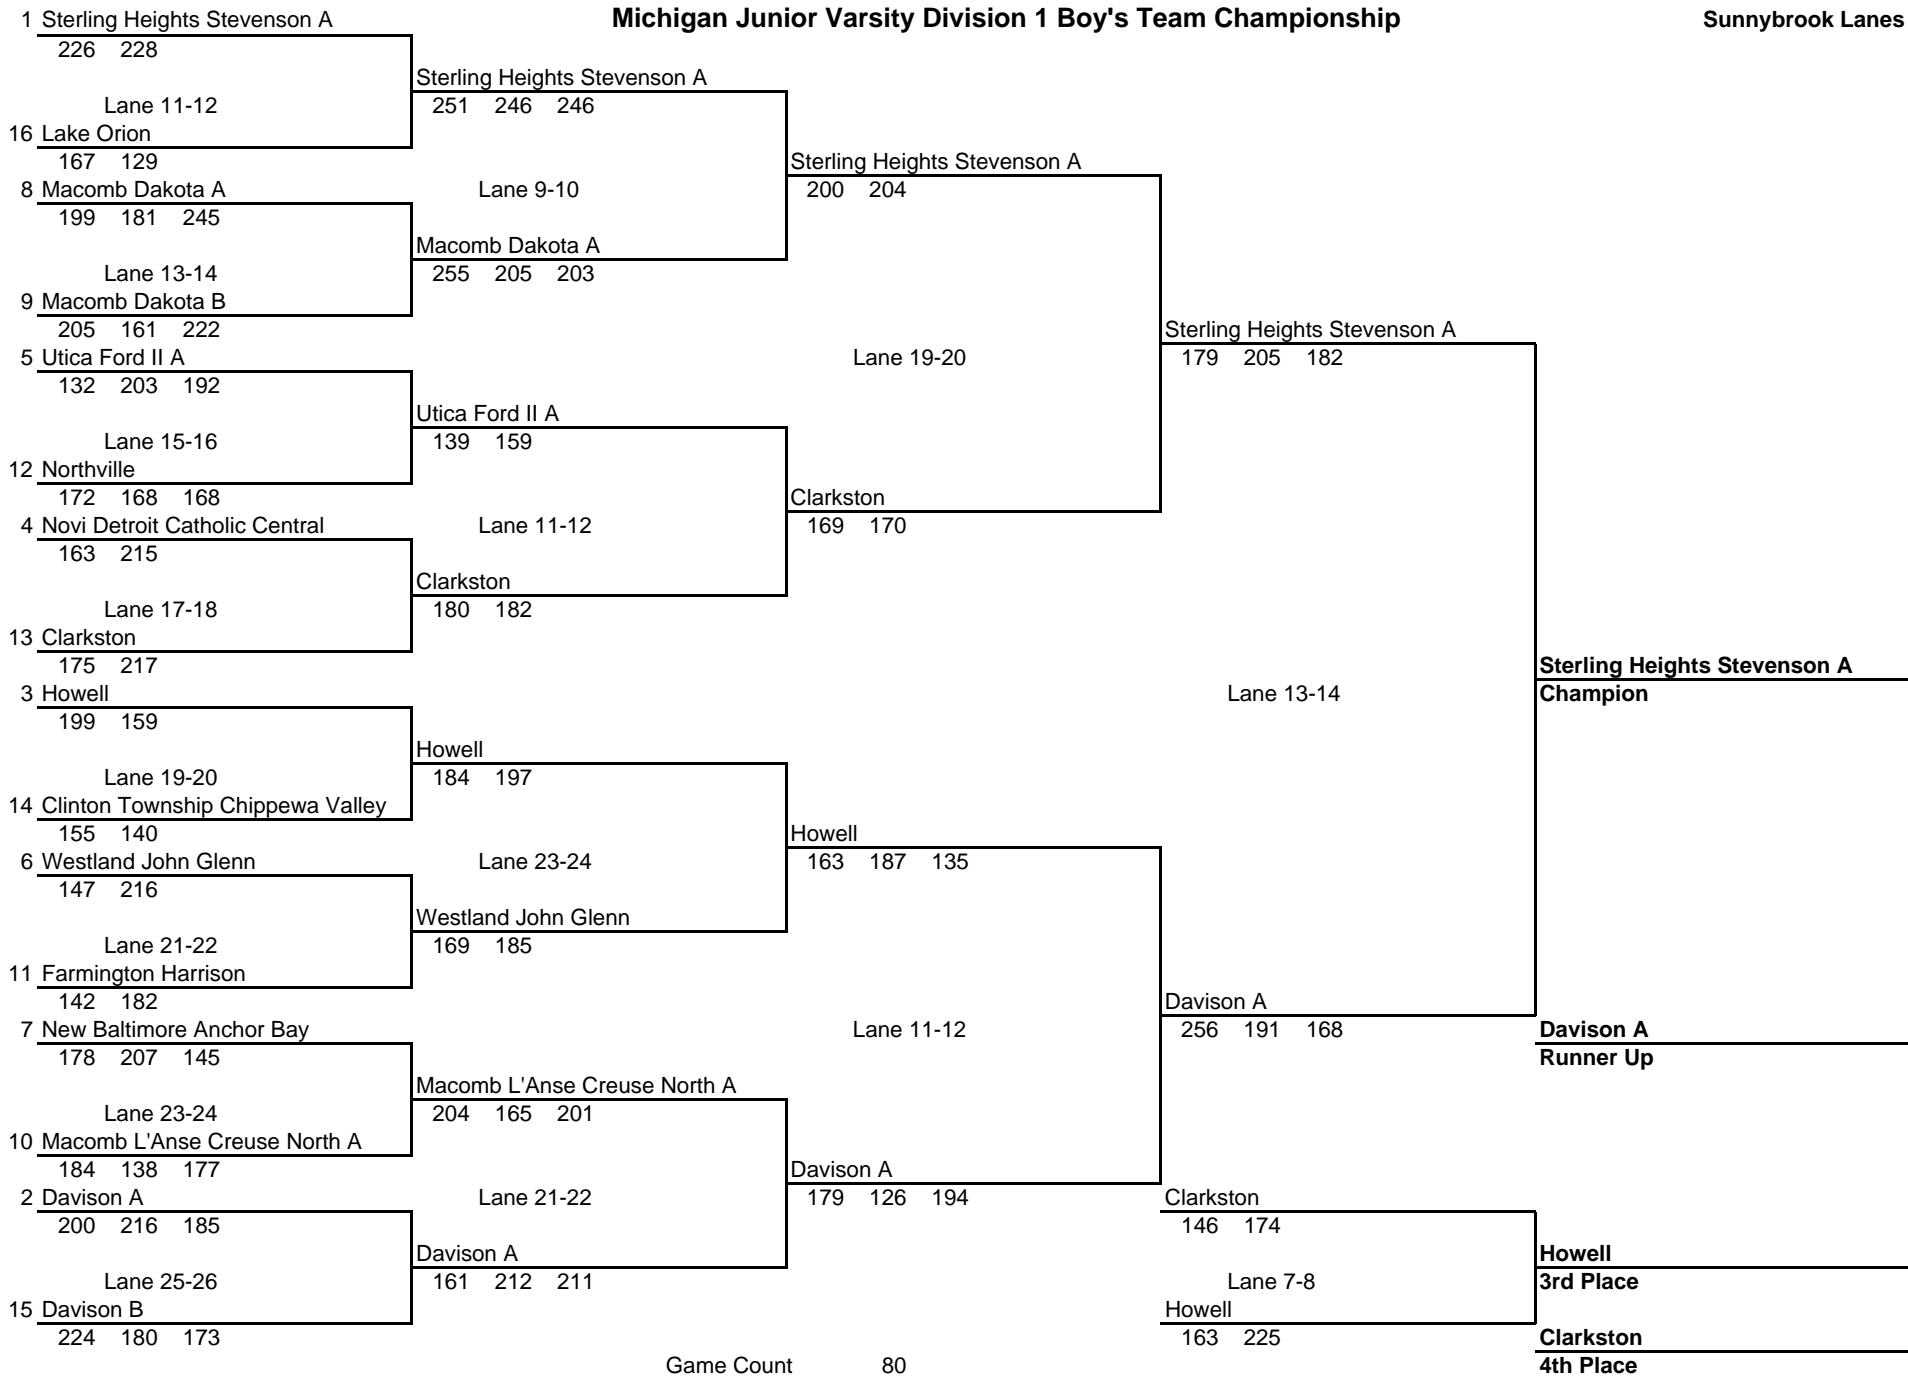 Michigan Junior Varsity Division 1 Boy's Team Championship
Sunnybrook Lanes
1 Sterling Heights Stevenson A
226 228
Lane 11-12
16 Lake Orion
167 129
8 Macomb Dakota A
199 181 245
Lane 13-14
9 Macomb Dakota B
205 161 222
5 Utica Ford II A
132 203 192
Lane 15-16
12 Northville
172 168 168
4 Novi Detroit Catholic Central
163 215
Lane 17-18
13 Clarkston
175 217
3 Howell
199 159
Lane 19-20
14 Clinton Township Chippewa Valley
155 140
6 Westland John Glenn
147 216
Lane 21-22
11 Farmington Harrison
142 182
7 New Baltimore Anchor Bay
178 207 145
Lane 23-24
10 Macomb L'Anse Creuse North A
184 138 177
2 Davison A
200 216 185
Lane 25-26
15 Davison B
224 180 173
Sterling Heights Stevenson A
251 246 246
Lane 9-10
Macomb Dakota A
255 205 203
Utica Ford II A
139 159
Lane 11-12
Clarkston
180 182
Howell
184 197
Lane 23-24
Westland John Glenn
169 185
Macomb L'Anse Creuse North A
204 165 201
Lane 21-22
Davison A
161 212 211
Sterling Heights Stevenson A
200 204
Lane 19-20
Clarkston
169 170
Howell
163 187 135
Lane 11-12
Davison A
179 126 194
Sterling Heights Stevenson A
179 205 182
Lane 13-14
Davison A
256 191 168
Sterling Heights Stevenson A
Champion
Davison A
Runner Up
Clarkston
146 174
Lane 7-8
Howell
163 225
Howell
3rd Place
Clarkston
4th Place
Game Count 80